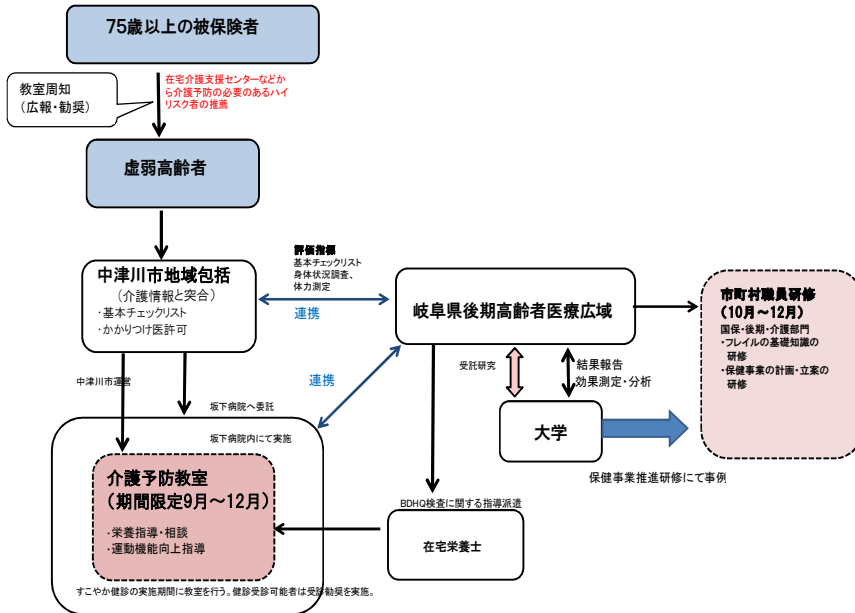 75歳以上の被保険者
教室周知
（広報・勧奨）
在宅介護支援センターなどか
ら介護予防の必要のあるハイ
リスク者の推薦
虚弱高齢者
中津川市地域包括
（介護情報と突合）
・基本チェックリスト
・かかりつけ医許可
評価指標
基本チェックリスト
身体状況調査、
体力測定
連携
岐阜県後期高齢者医療広域
市町村職員研修
（10月～12月）
国保・後期・介護部門
・フレイルの基礎知識の
研修
・保健事業の計画・立案の
研修
中津川市運営
坂下病院へ委託
連携
受託研究
結果報告
効果測定・分析
大学
保健事業推進研修にて事例
坂下病院内にて実施
介護予防教室
（期間限定9月～12月）
・栄養指導・相談
・運動機能向上指導
BDHQ検査に関する指導派遣
在宅栄養士
すこやか健診の実施期間に教室を行う。健診受診可能者は受診勧奨を実施。